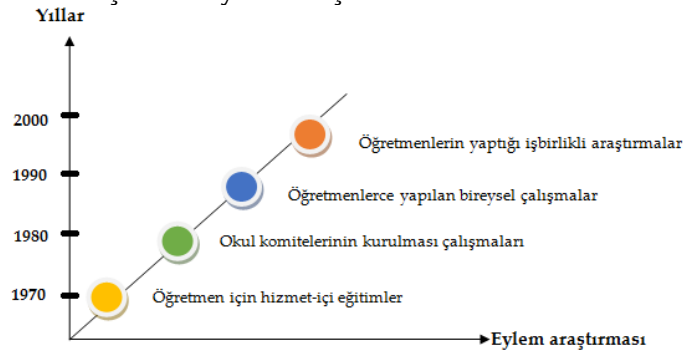 Yıllar
2000
Öğretmenlerin yaptığı işbirlikli araştırmalar
1990
Öğretmenlerce yapılan bireysel çalışmalar
1980
Okul komitelerinin kurulması çalışmaları
1970
Öğretmen için hizmet-içi eğitimler
Eylem araştırması